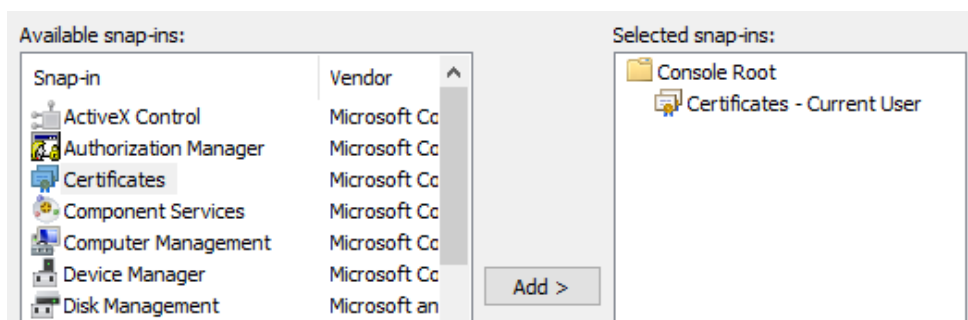 Available snap-ins:
Selected snap-ins:
Snap-in Vendor
Console Root
ActiveX Control Microsoft Co
Certificates - Current User
Authorization Manager Microsoft Co
Certificates Microsoft Co
Component Services Microsoft Co
Computer Management Microsoft Co
Device Manager Microsoft Co
Add >
Disk Management Microsoft an